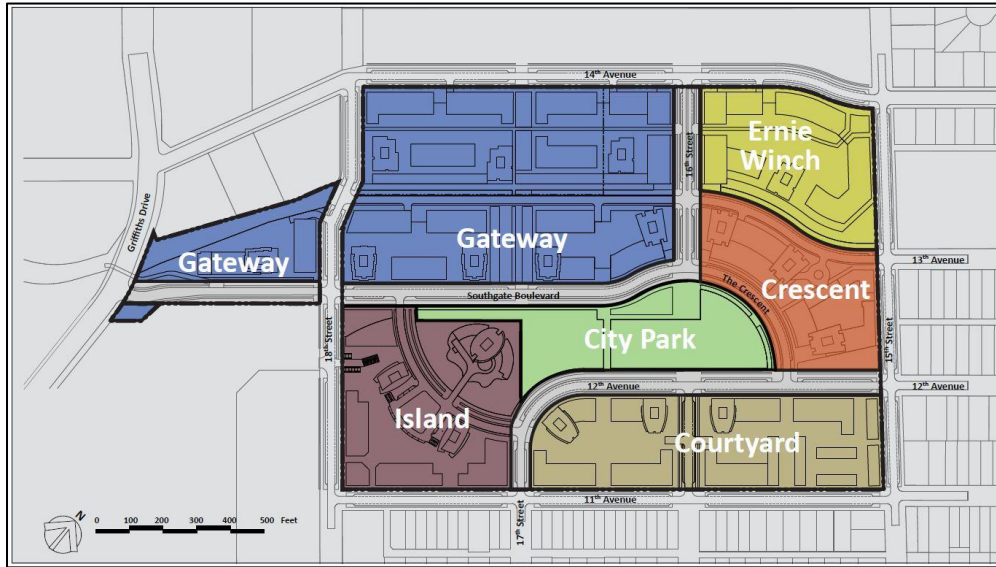 14th Avenue
Ernie
Winch
16th Street
Griffiths Drive
Gateway
Gateway
13th Avenue
Crescent
The Crescent
Southgate Boulevard
City Park
18th Street
15th Street
12th Avenue
12th Avenue
Island
Courtyard
11th Avenue
17th Street
N
0 100 200 300 400 500 Feet